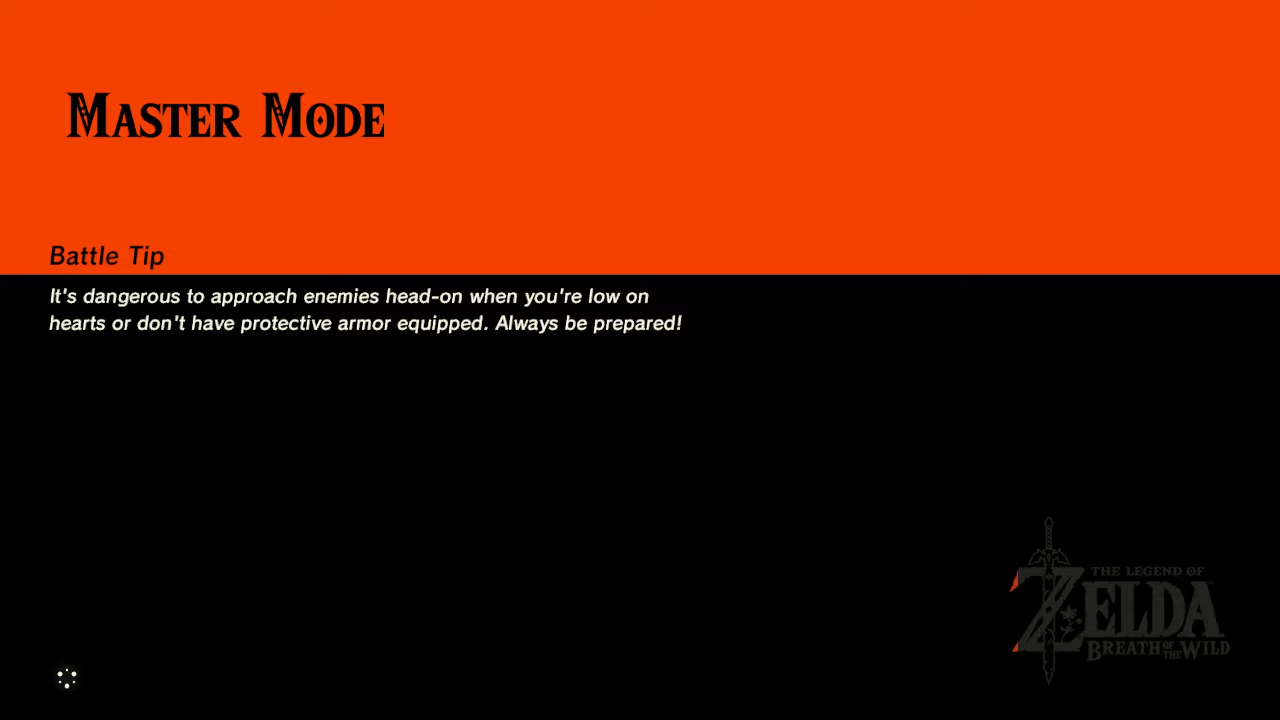 Master Mode
Battle Tip
It's dangerous to approach enemies head-on when you're low on
hearts or don't have protective armor equipped. Always be prepared!
THE LEGEND OF
ZELDA
BREATH OF THE WILD